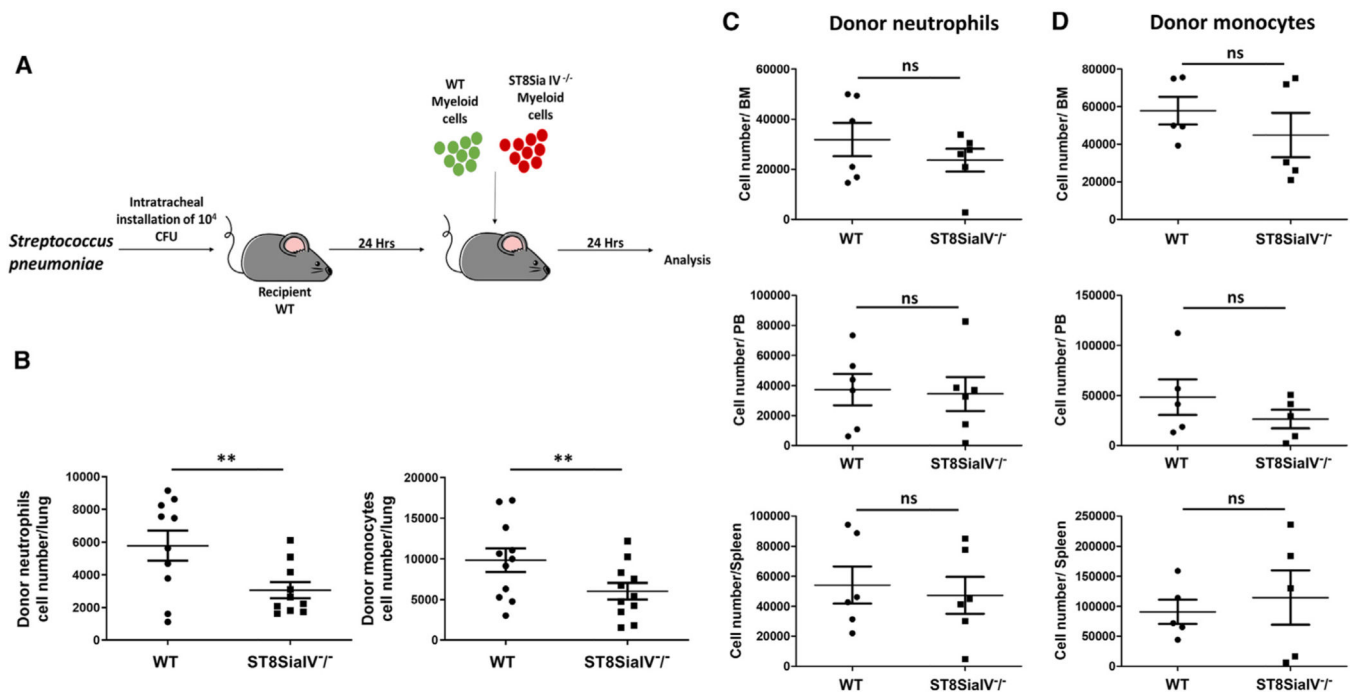 A
WT
Myeloid
cells
ST8Sia IV -/-
Myeloid
cells
Intratracheal
installation of 10⁴
CFU
Streptococcus
pneumoniae
24 Hrs
24 Hrs
Analysis
Recipient
WT
B
Donor neutrophils
cell number/lung
10000
8000
6000
4000
2000
0
**
WT
ST8SiaIV⁻/⁻
Donor monocytes
cell number/lung
20000
15000
10000
5000
0
**
WT
ST8SiaIV⁻/⁻
C
Donor neutrophils
Cell number/ BM
60000
40000
20000
0
ns
WT
ST8SiaIV⁻/⁻
Cell number/ PB
100000
80000
60000
40000
20000
0
ns
WT
ST8SiaIV⁻/⁻
Cell number/Spleen
100000
80000
60000
40000
20000
0
ns
WT
ST8SiaIV⁻/⁻
D
Donor monocytes
Cell number/ BM
80000
60000
40000
20000
0
ns
WT
ST8SiaIV⁻/⁻
Cell number/ PB
150000
100000
50000
0
ns
WT
ST8SiaIV⁻/⁻
Cell number/ Spleen
250000
200000
150000
100000
50000
0
ns
WT
ST8SiaIV⁻/⁻